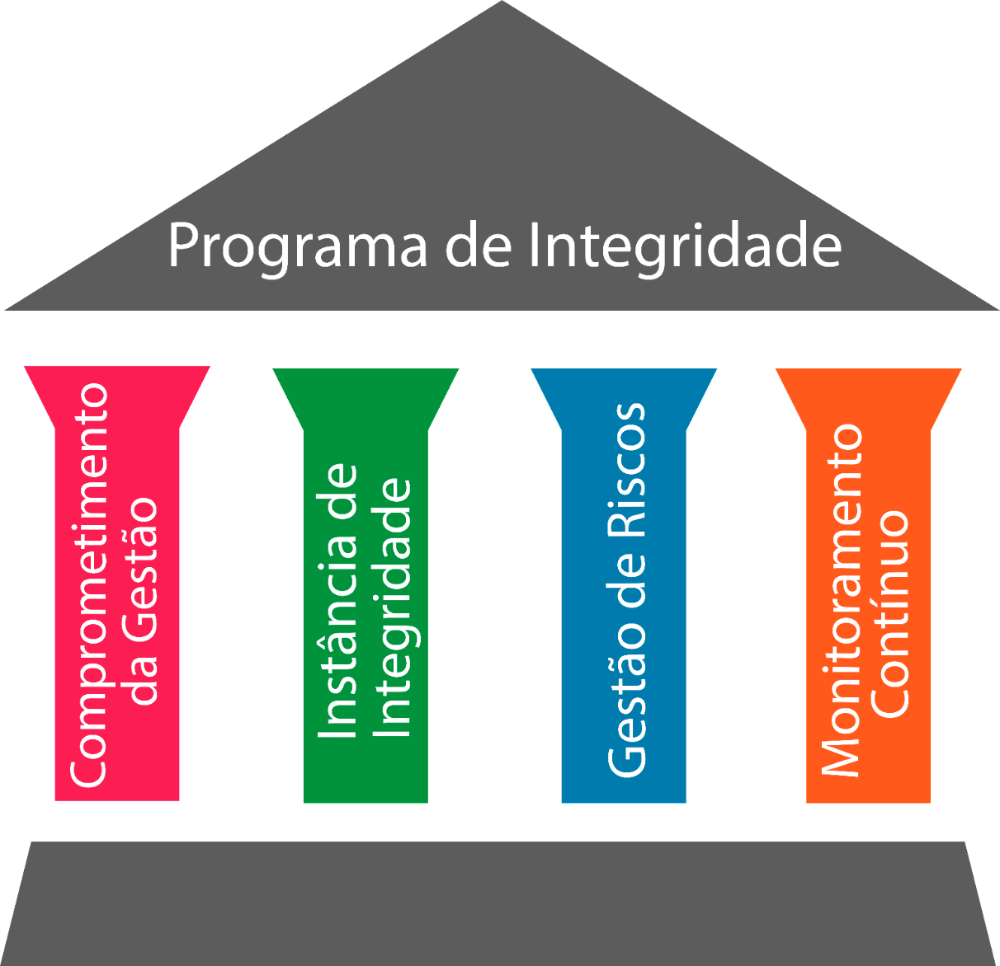 Programa de Integridade
Comprometimento
da Gestão
Instância de
Integridade
Gestão de Riscos
Monitoramento
Contínuo